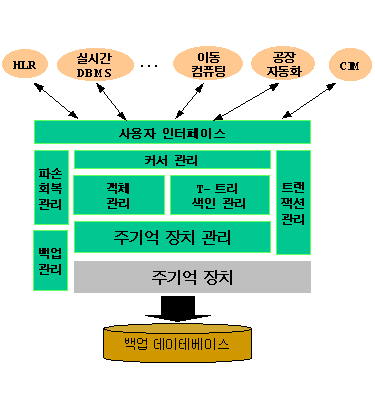 HLR
실시간
DBMS
...
이동
컴퓨팅
공장
자동화
CIM
사용자 인터페이스
파손
회복
관리
커서 관리
객체
관리
T-트리
색인 관리
트랜
잭션
관리
주기억 장치 관리
백업
관리
주기억 장치
백업 데이터베이스